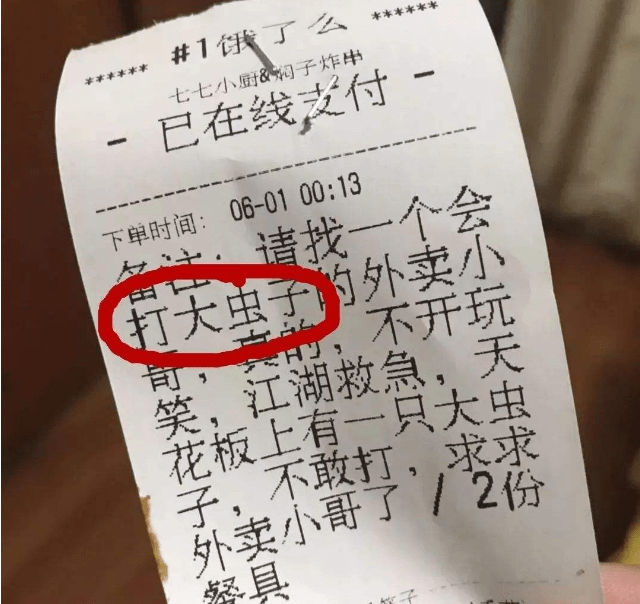 ****** #1饿了么 ******
七七小厨&焖子炸串
- 已在线支付 -
下单时间： 06-01 00:13
备注：请找一个会
打大虫子的外卖小
哥，真的，不开玩
笑，江湖救急，天
花板上有一只大虫
子，不敢打，求求
外卖小哥了 / 2份
餐具